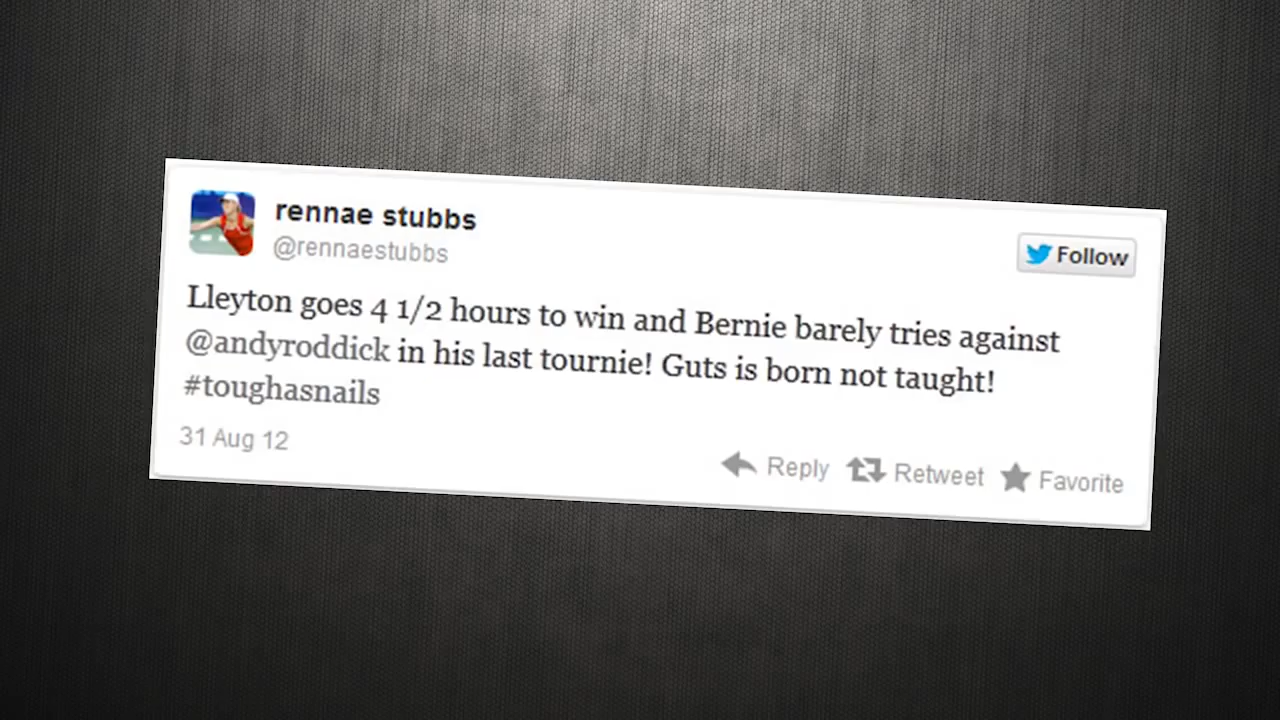 rennae stubbs
@rennaestubbs
Follow
Lleyton goes 4 1/2 hours to win and Bernie barely tries against
@andyroddick in his last tournie! Guts is born not taught!
#toughasnails
31 Aug 12
Reply Retweet Favorite